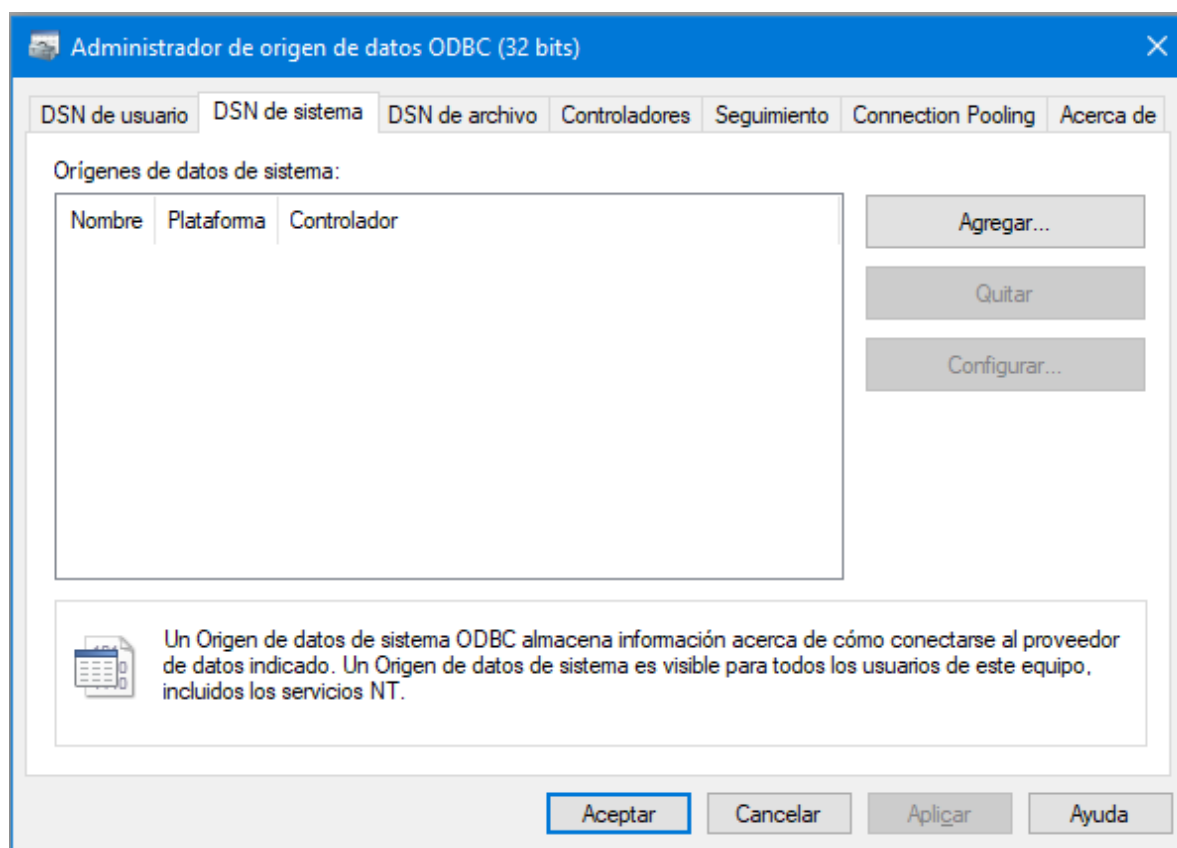 Administrador de origen de datos ODBC (32 bits)
DSN de usuario DSN de sistema DSN de archivo Controladores Seguimiento Connection Pooling Acerca de
Orígenes de datos de sistema:
Nombre Plataforma Controlador
Agregar...
Quitar
Configurar...
Un Origen de datos de sistema ODBC almacena información acerca de cómo conectarse al proveedor
de datos indicado. Un Origen de datos de sistema es visible para todos los usuarios de este equipo,
incluidos los servicios NT.
Aceptar Cancelar Aplicar Ayuda